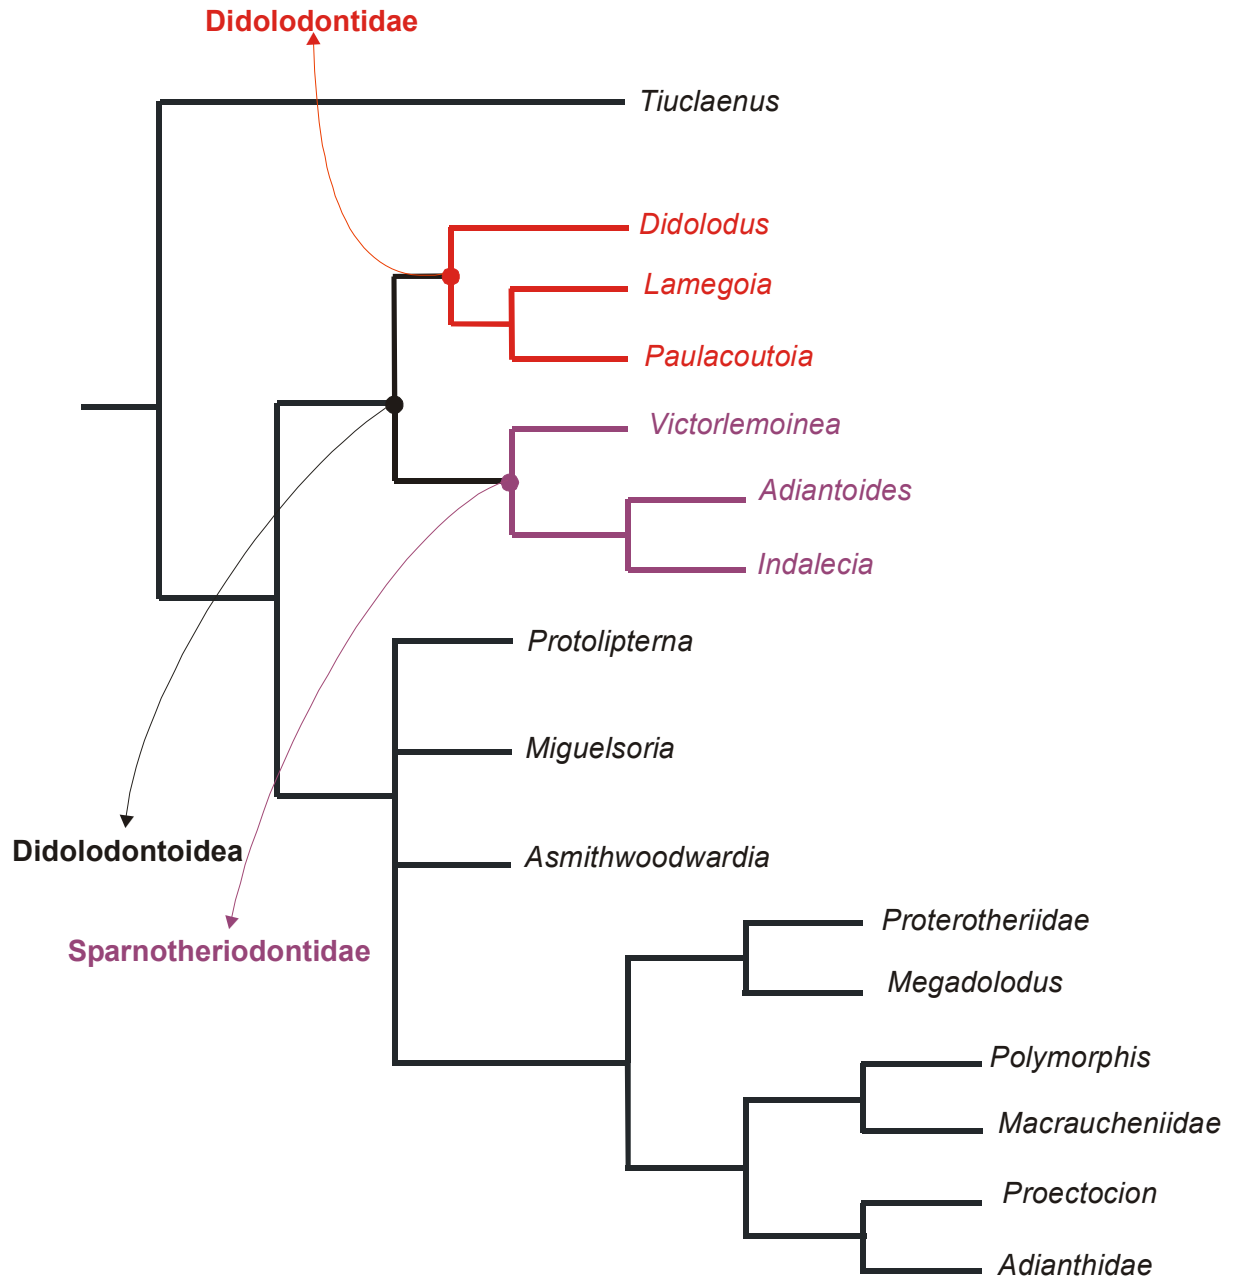 Didolodontidae
Tiuclaenus
Didolodus
Lamegoia
Paulacoutoia
Victorlemoinea
Adiantoides
Indalecia
Protolipterna
Miguelsoria
Didolodontoidea
Asmithwoodwardia
Proterotheriidae
Sparnotheriodontidae
Megadolodus
Polymorphis
Macraucheniidae
Proectocion
Adianthidae